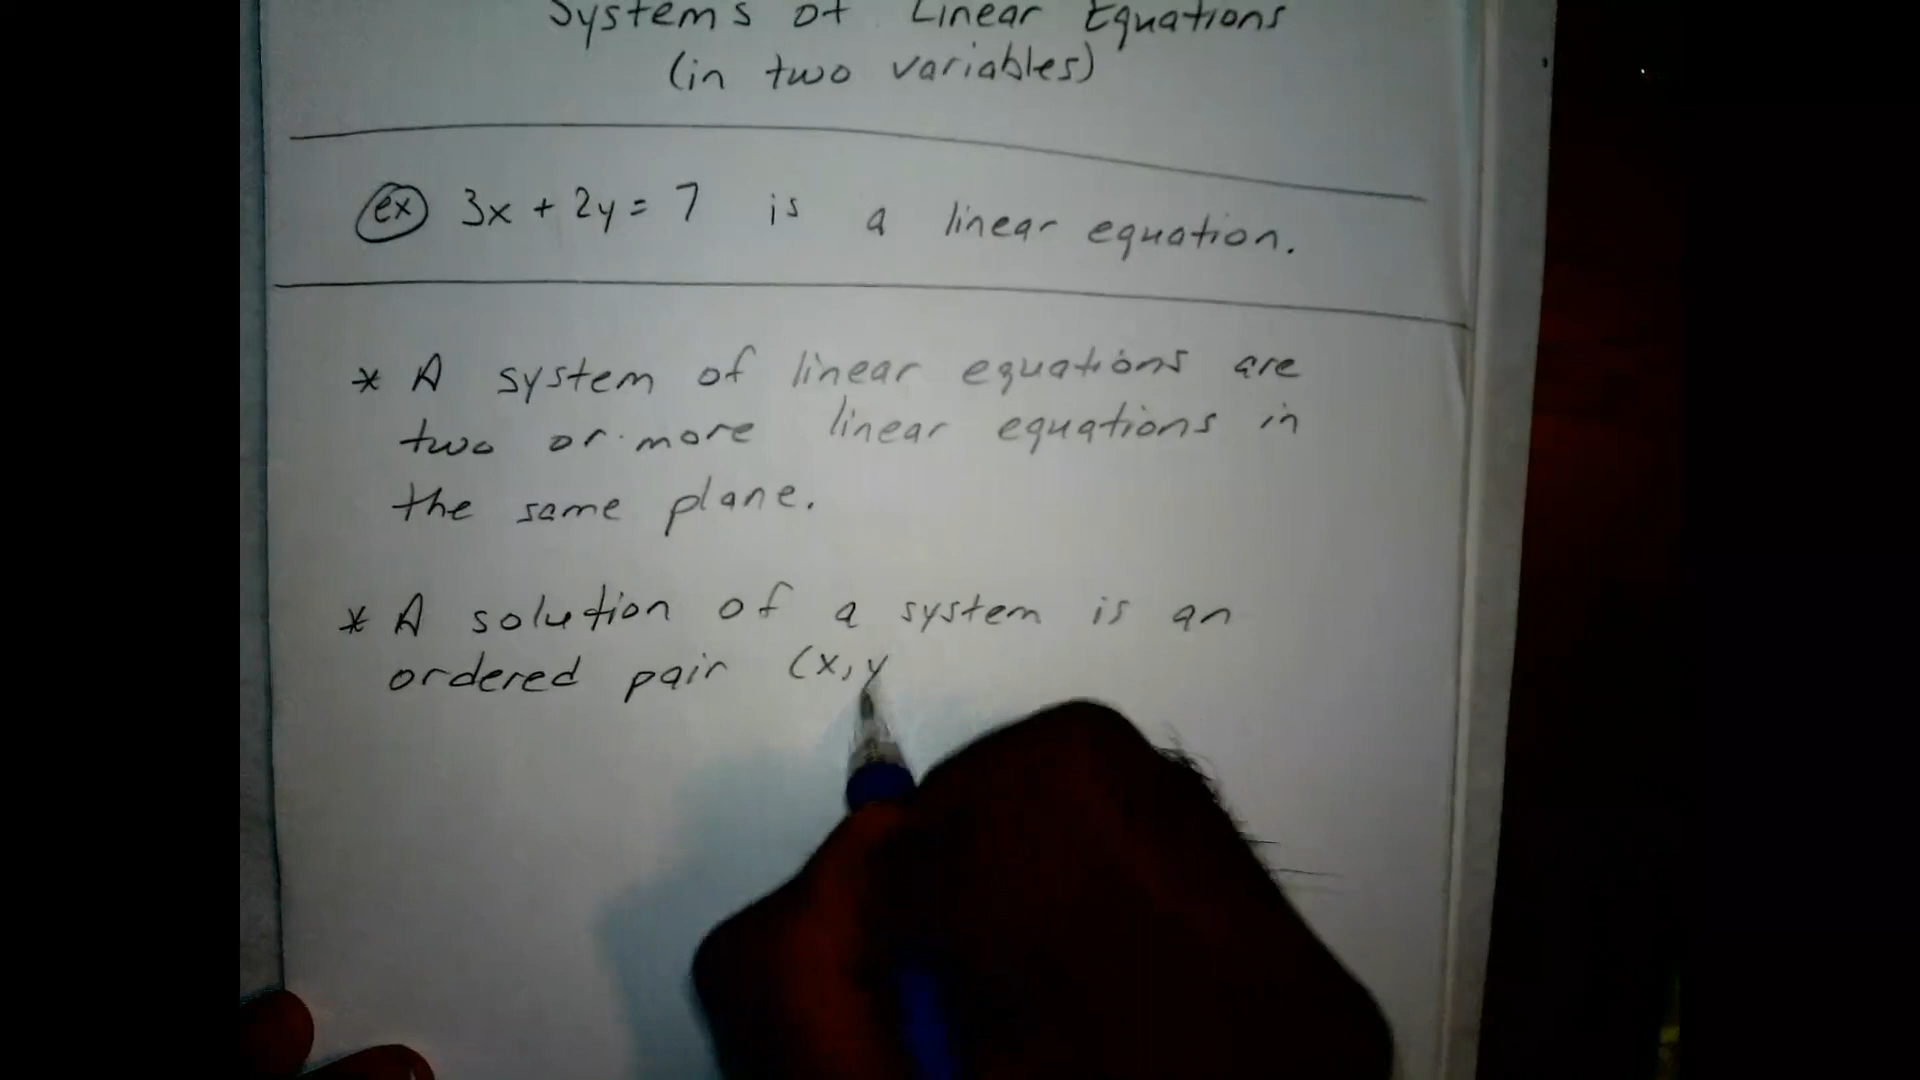 Systems of Linear Equations
(in two variables)
ex 3x + 2y = 7 is a linear equation.
* A system of linear equations are
two or more linear equations in
the same plane.
* A solution of a system is an
ordered pair (x, y